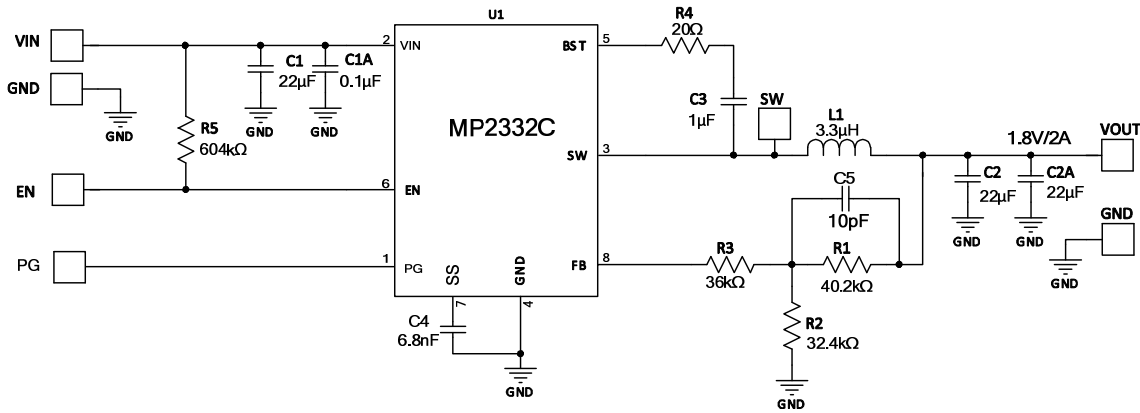 U1
MP2332C
VIN
GND
GND
R5
604kΩ
C1
22µF
GND
C1A
0.1µF
GND
EN
PG
2
VIN
6
EN
1
PG
SS
7
GND
4
C4
6.8nF
GND
BST
5
R4
20Ω
C3
1µF
SW
SW
3
L1
3.3µH
1.8V/2A
VOUT
C2
22µF
GND
C2A
22µF
GND
GND
GND
C5
10pF
FB
8
R3
36kΩ
R1
40.2kΩ
R2
32.4kΩ
GND